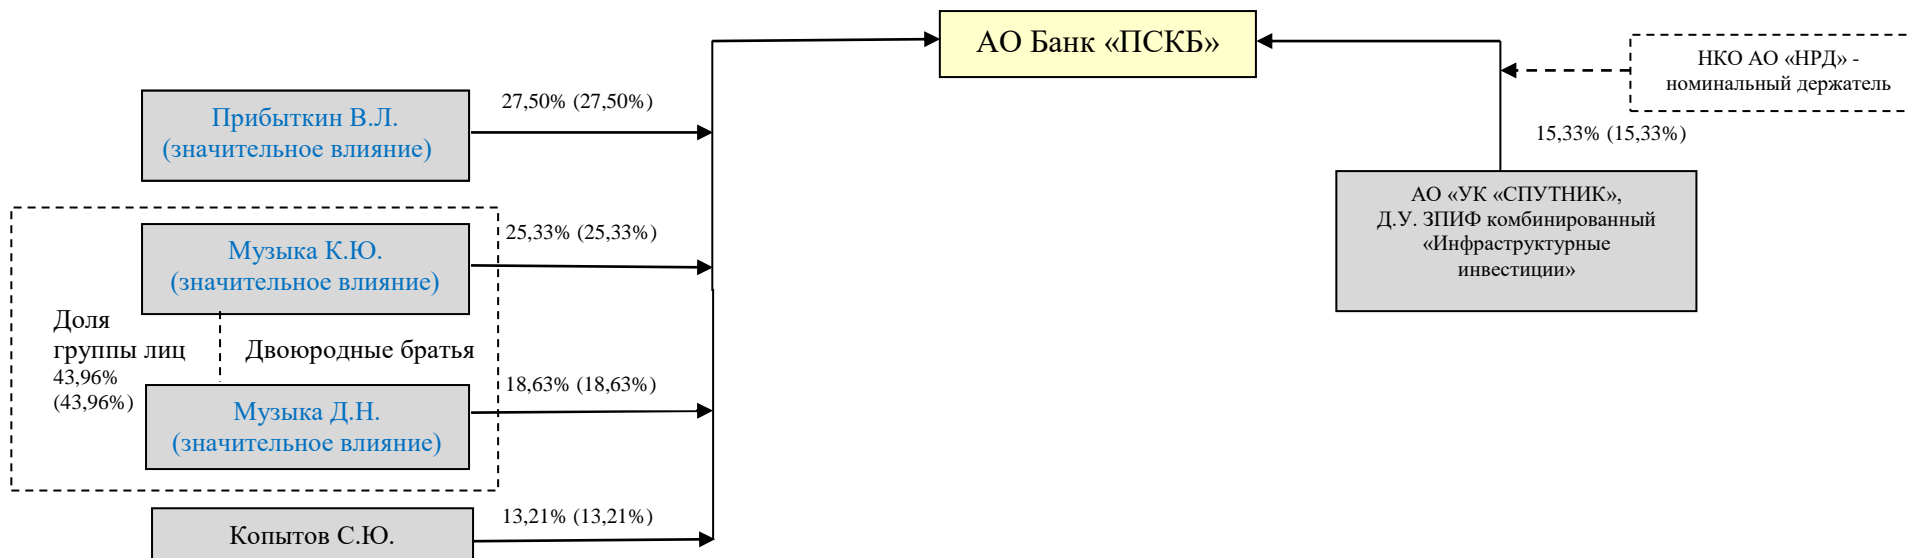 АО Банк «ПСКБ»
НКО АО «НРД» -
номинальный держатель
27,50% (27,50%)
Прибыткин В.Л.
(значительное влияние)
15,33% (15,33%)
АО «УК «СПУТНИК»,
Д.У. ЗПИФ комбинированный
«Инфраструктурные
инвестиции»
25,33% (25,33%)
Музыка К.Ю.
(значительное влияние)
Доля
группы лиц
43,96%
(43,96%)
Двоюродные братья
18,63% (18,63%)
Музыка Д.Н.
(значительное влияние)
13,21% (13,21%)
Копытов С.Ю.